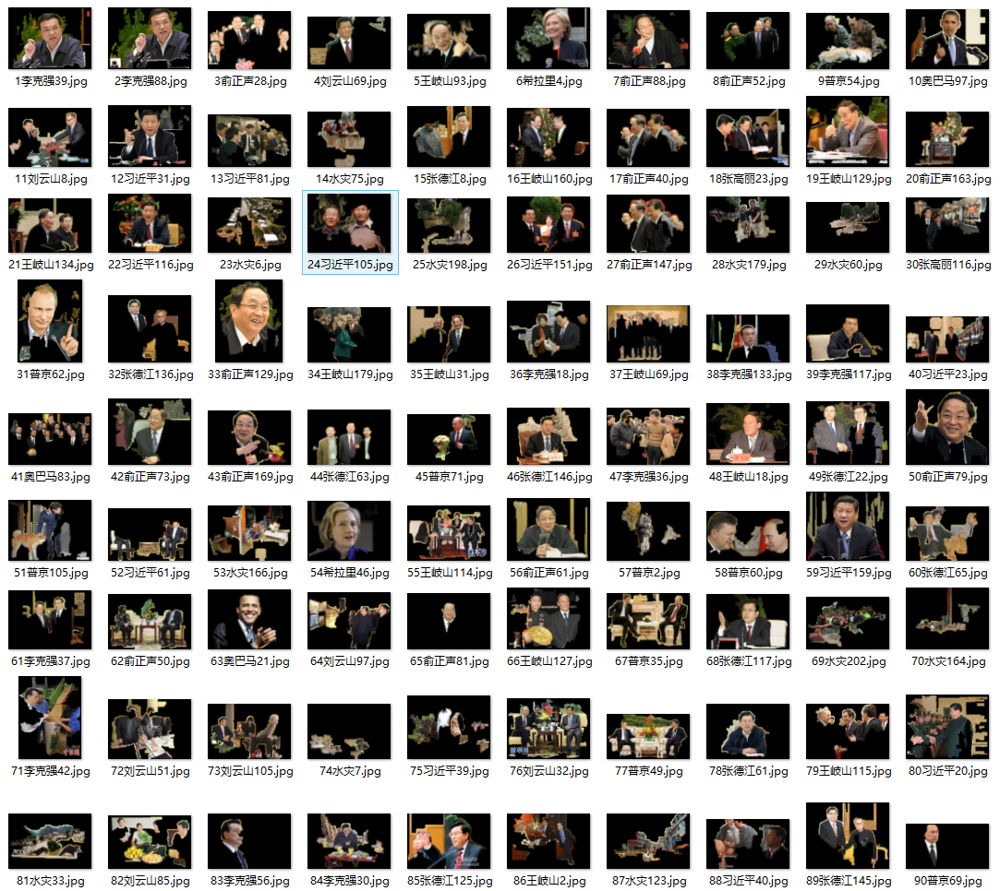 1李克强39.jpg 2李克强88.jpg 3俞正声28.jpg 4刘云山69.jpg 5王岐山93.jpg 6希拉里4.jpg 7俞正声88.jpg 8俞正声52.jpg 9普京54.jpg 10奥巴马97.jpg
11刘云山8.jpg 12习近平31.jpg 13习近平81.jpg 14水灾75.jpg 15张德江8.jpg 16王岐山160.jpg 17俞正声40.jpg 18张高丽23.jpg 19王岐山129.jpg 20俞正声163.jpg
21王岐山134.jpg 22习近平116.jpg 23水灾6.jpg 24习近平105.jpg 25水灾198.jpg 26习近平151.jpg 27俞正声147.jpg 28水灾179.jpg 29水灾60.jpg 30张高丽116.jpg
31普京62.jpg 32张德江136.jpg 33俞正声129.jpg 34王岐山179.jpg 35王岐山31.jpg 36李克强18.jpg 37王岐山69.jpg 38李克强133.jpg 39李克强117.jpg 40习近平23.jpg
41奥巴马83.jpg 42俞正声73.jpg 43俞正声169.jpg 44张德江63.jpg 45普京71.jpg 46张德江146.jpg 47李克强36.jpg 48王岐山18.jpg 49张德江22.jpg 50俞正声79.jpg
51普京105.jpg 52习近平61.jpg 53水灾166.jpg 54希拉里46.jpg 55王岐山114.jpg 56俞正声61.jpg 57普京2.jpg 58普京60.jpg 59习近平159.jpg 60张德江65.jpg
61李克强37.jpg 62俞正声50.jpg 63奥巴马21.jpg 64刘云山97.jpg 65俞正声81.jpg 66王岐山127.jpg 67普京35.jpg 68张德江117.jpg 69水灾202.jpg 70水灾164.jpg
71李克强42.jpg 72刘云山51.jpg 73刘云山105.jpg 74水灾7.jpg 75习近平39.jpg 76刘云山32.jpg 77普京49.jpg 78张德江61.jpg 79王岐山115.jpg 80习近平20.jpg
81水灾33.jpg 82刘云山85.jpg 83李克强56.jpg 84李克强30.jpg 85张德江125.jpg 86王岐山2.jpg 87水灾123.jpg 88习近平40.jpg 89张德江145.jpg 90普京69.jpg